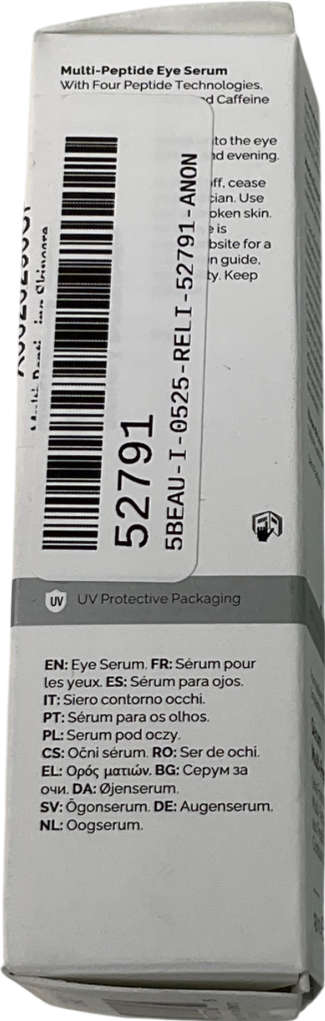 Multi-Peptide Eye Serum
With Four Peptide Technologies,
d Caffeine
to the eye
nd evening.
ff, cease
cian. Use
oken skin.
e is
bsite for a
n guide,
ty. Keep
52791
5BEAU-I-0525-RELI-52791-ANON
UV UV Protective Packaging
EN: Eye Serum. FR: Sérum pour
les yeux. ES: Sérum para ojos.
IT: Siero contorno occhi.
PT: Sérum para os olhos.
PL: Serum pod oczy.
CS: Oční sérum. RO: Ser de ochi.
EL: Ορός ματιών. BG: Серум за
очи. DA: Øjenserum.
SV: Ögonserum. DE: Augenserum.
NL: Oogserum.